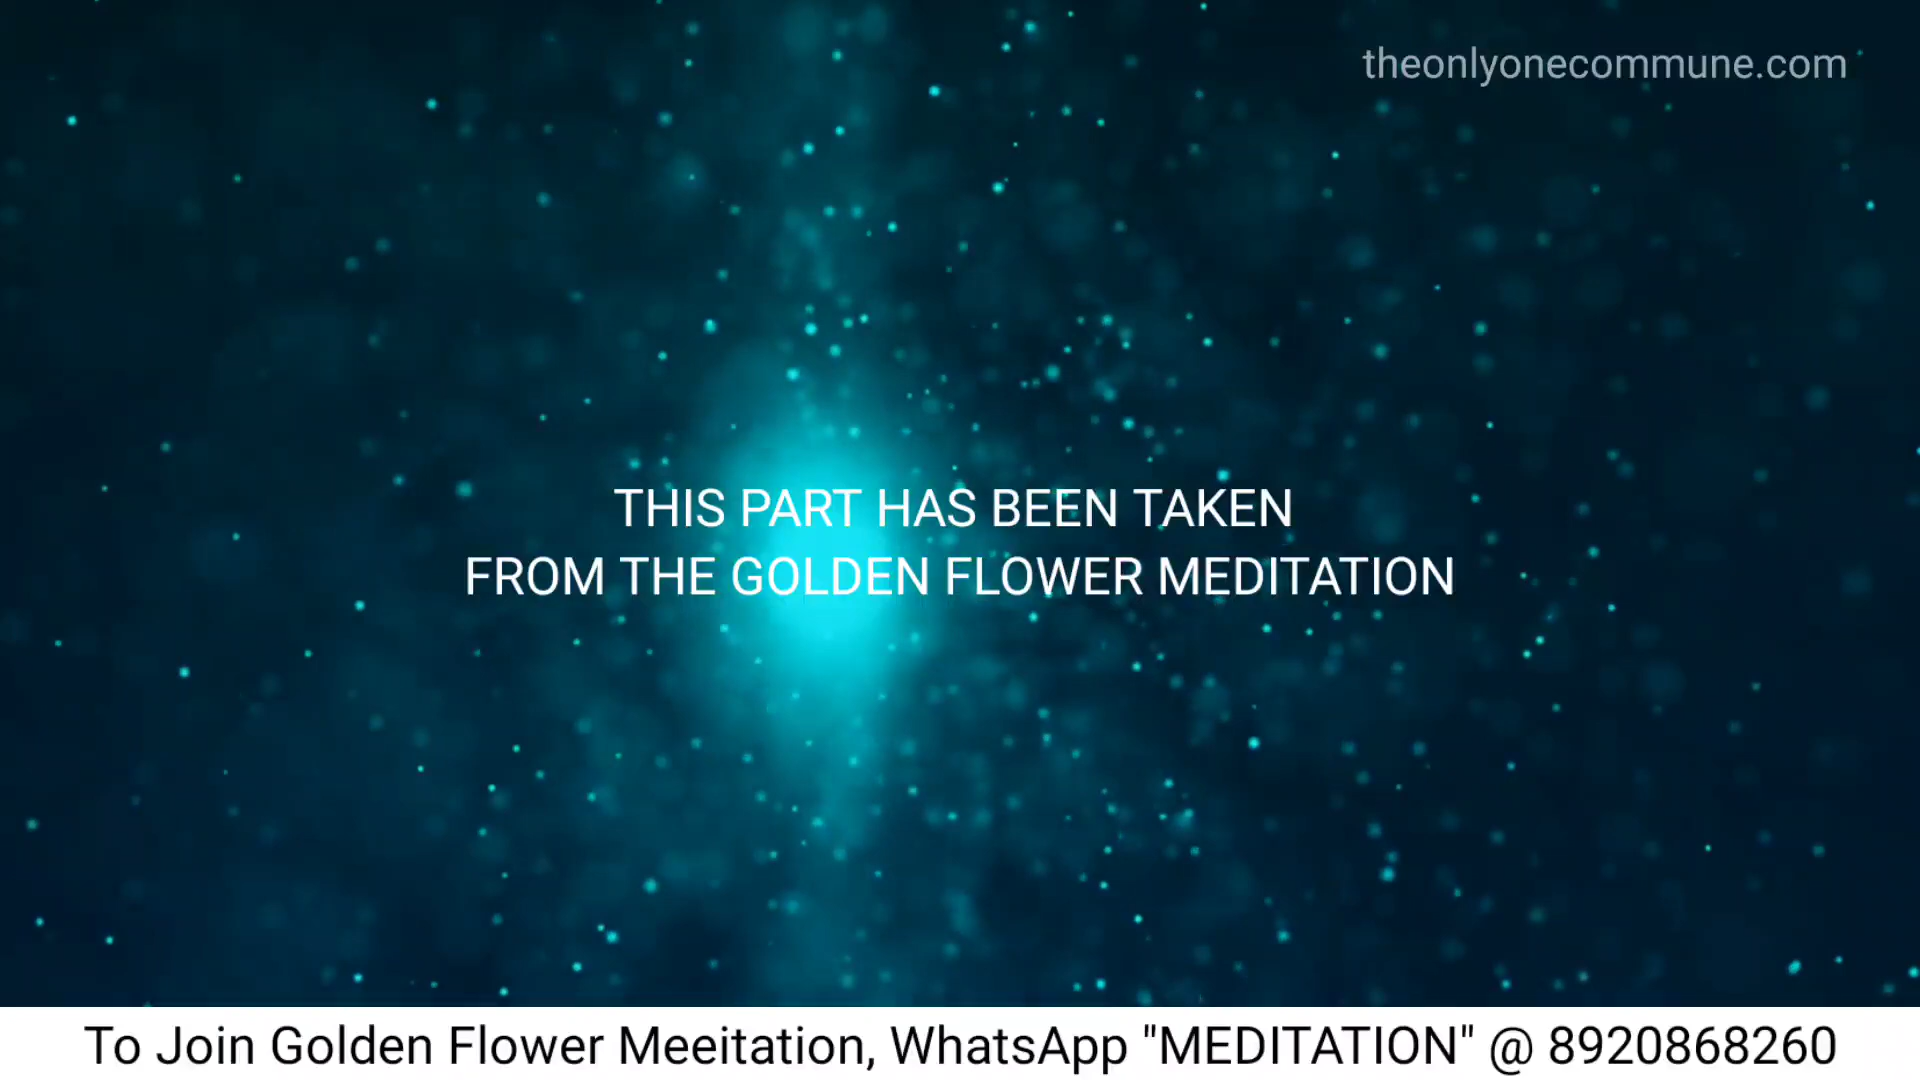 theonlyonecommune.com
THIS PART HAS BEEN TAKEN
FROM THE GOLDEN FLOWER MEDITATION
To Join Golden Flower Meeitation, WhatsApp "MEDITATION" @ 8920868260